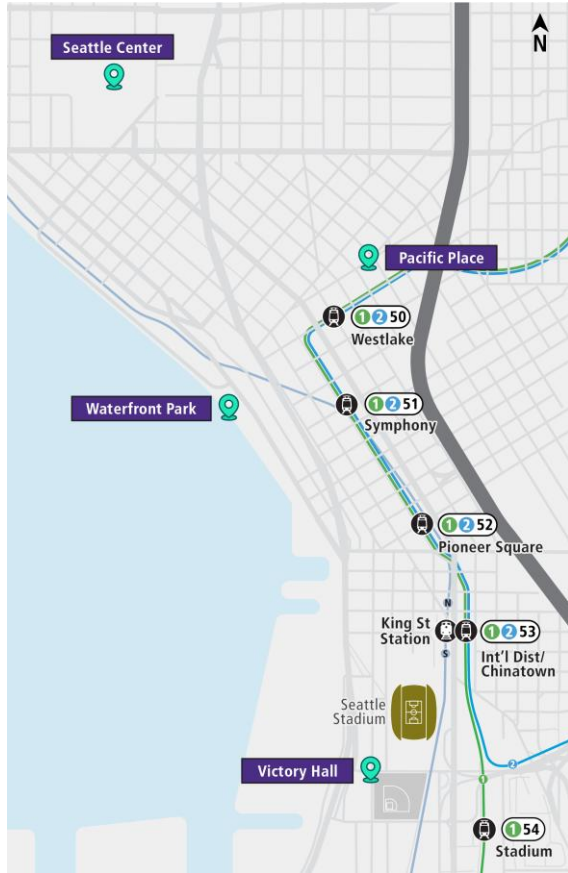 N
Seattle Center
Pacific Place
1 2 50
Westlake
Waterfront Park
1 2 51
Symphony
1 2 52
Pioneer Square
N
King St
Station
S
1 2 53
Int'l Dist/
Chinatown
Seattle
Stadium
Victory Hall
2
1
1 54
Stadium